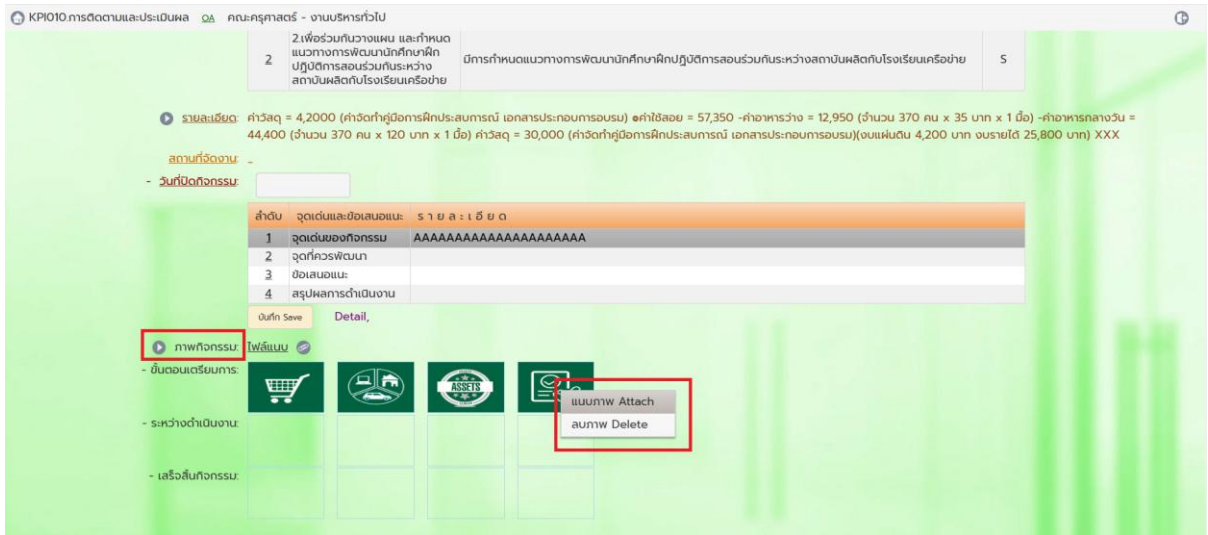 KPI010.การติดตามและประเมินผล QA คณะครุศาสตร์ - งานบริหารทั่วไป
2 2.เพื่อร่วมกันวางแผน และกำหนด
แนวทางการพัฒนานักศึกษาฝึก
ปฏิบัติการสอนร่วมกันระหว่าง
สถาบันผลิตกับโรงเรียนเครือข่าย มีการกำหนดแนวทางการพัฒนานักศึกษาฝึกปฏิบัติการสอนร่วมกันระหว่างสถาบันผลิตกับโรงเรียนเครือข่าย S
รายละเอียด: ค่าวัสดุ = 4,2000 (ค่าจัดทำคู่มือการฝึกประสบการณ์ เอกสารประกอบการอบรม) ๑ค่าใช้สอย = 57,350 -ค่าอาหารว่าง = 12,950 (จำนวน 370 คน x 35 บาท x 1 มื้อ) -ค่าอาหารกลางวัน =
44,400 (จำนวน 370 คน x 120 บาท x 1 มื้อ) ค่าวัสดุ = 30,000 (ค่าจัดทำคู่มือการฝึกประสบการณ์ เอกสารประกอบการอบรม)(งบแผ่นดิน 4,200 บาท งบรายได้ 25,800 บาท) XXX
สถานที่จัดงาน: -
- วันที่ปิดกิจกรรม:
ลำดับ จุดเด่นและข้อเสนอแนะ รายละเอียด
1 จุดเด่นของกิจกรรม AAAAAAAAAAAAAAAAAAAAA
2 จุดที่ควรพัฒนา
3 ข้อเสนอแนะ
4 สรุปผลการดำเนินงาน
บันทึก Save Detail,
ภาพกิจกรรม: ไฟล์แนบ
- ขั้นตอนเตรียมการ:
ASSETS
แนบภาพ Attach
ลบภาพ Delete
- ระหว่างดำเนินงาน:
- เสร็จสิ้นกิจกรรม: